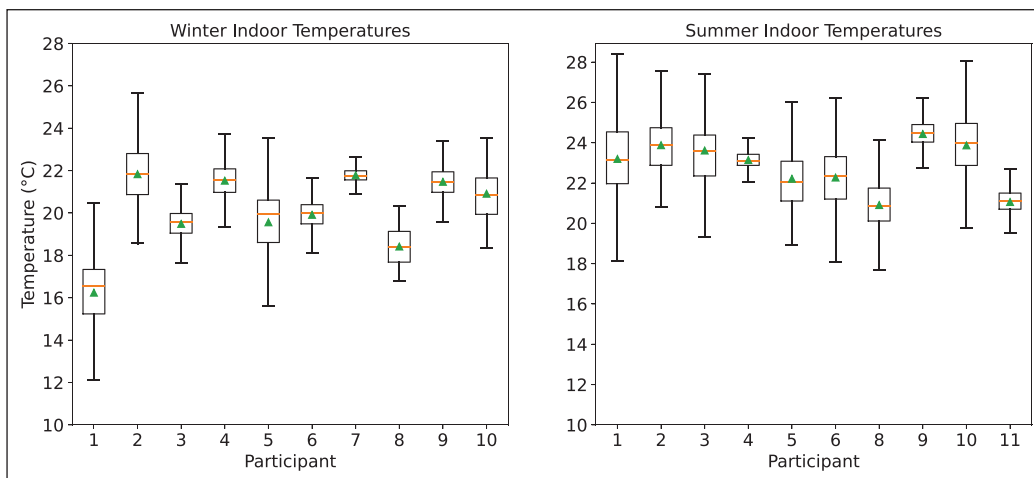 Winter Indoor Temperatures
28
26
24
22
20
18
16
14
12
10
Temperature (°C)
1 2 3 4 5 6 7 8 9 10
Participant
Summer Indoor Temperatures
28
26
24
22
20
18
16
14
12
10
1 2 3 4 5 6 8 9 10 11
Participant